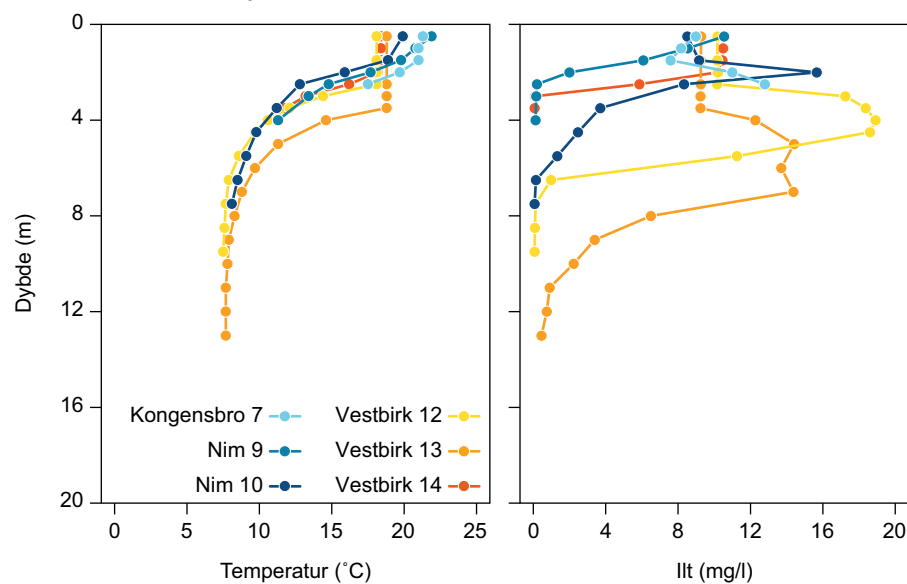 0
4
8
12
16
20
Dybde (m)
Kongensbro 7
Nim 9
Nim 10
Vestbirk 12
Vestbirk 13
Vestbirk 14
0 5 10 15 20 25
Temperatur (˚C)
0 4 8 12 16 20
Ilt (mg/l)